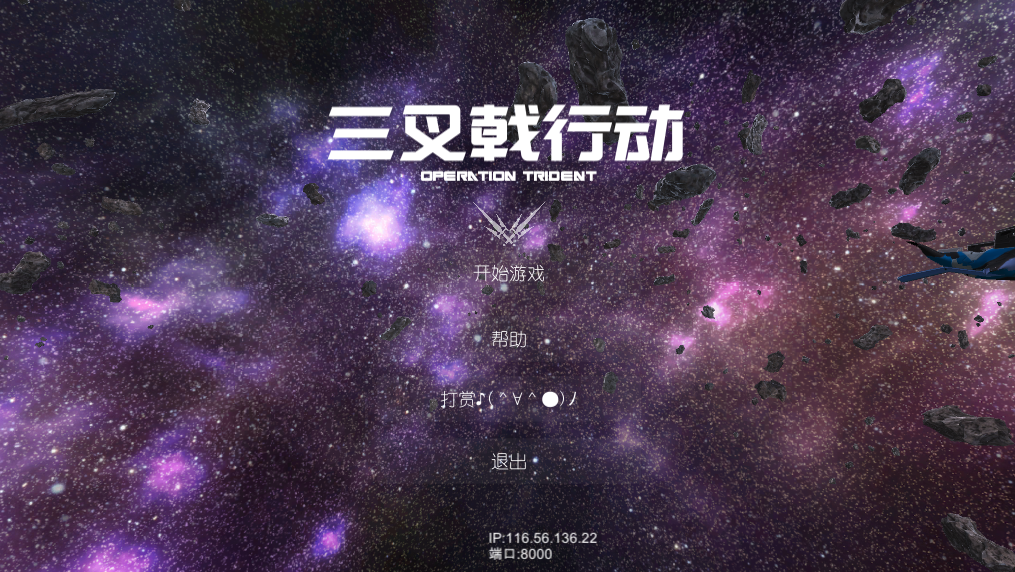 三叉戟行动
OPERATION TRIDENT
开始游戏
帮助
打赏♪(＾∀＾●)ﾉ
退出
IP:116.56.136.22
端口:8000